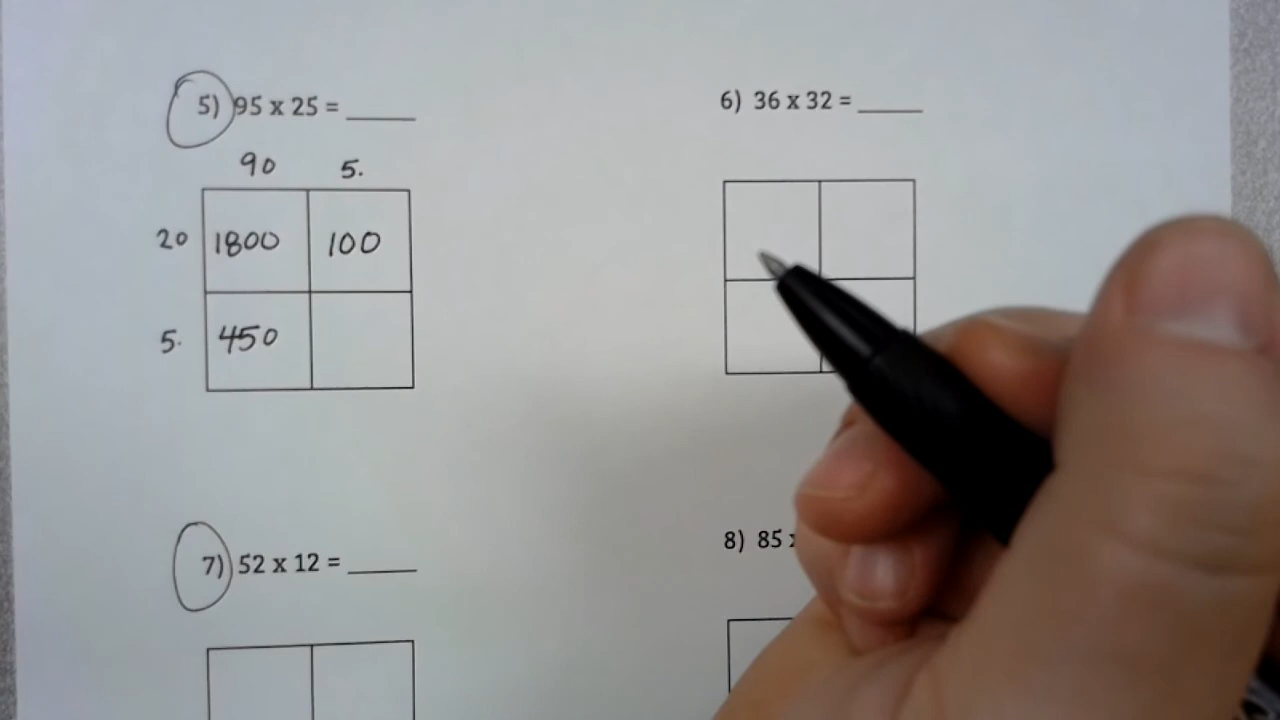 5) 95 x 25 = _____
90 5.
20 1800 100
5. 450
6) 36 x 32 = _____
7) 52 x 12 = _____
8) 85